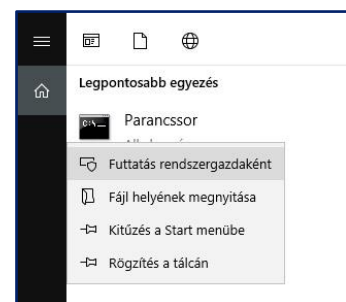 Legpontosabb egyezés
C:\_
Parancssor
Futtatás rendszergazdaként
Fájl helyének megnyitása
Kitűzés a Start menübe
Rögzítés a tálcán